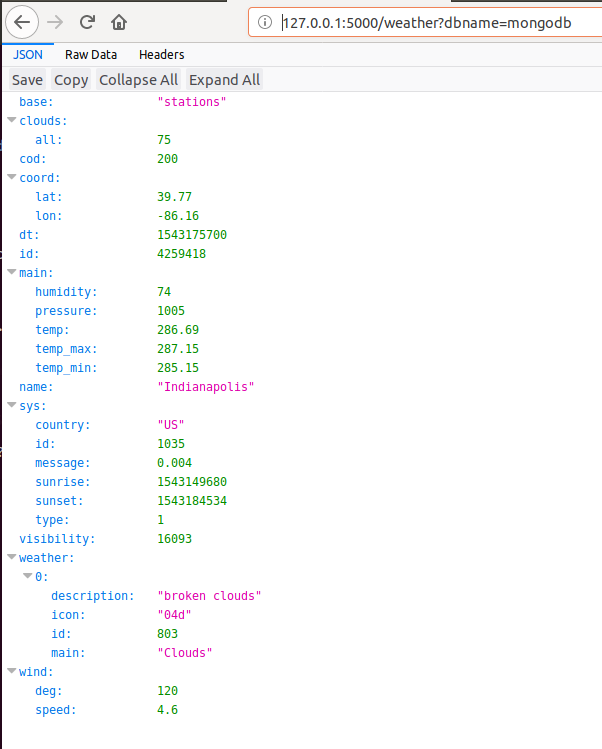 127.0.0.1:5000/weather?dbname=mongodb
JSON Raw Data Headers
Save Copy Collapse All Expand All
base: "stations"
clouds:
all: 75
cod: 200
coord:
lat: 39.77
lon: -86.16
dt: 1543175700
id: 4259418
main:
humidity: 74
pressure: 1005
temp: 286.69
temp_max: 287.15
temp_min: 285.15
name: "Indianapolis"
sys:
country: "US"
id: 1035
message: 0.004
sunrise: 1543149680
sunset: 1543184534
type: 1
visibility: 16093
weather:
0:
description: "broken clouds"
icon: "04d"
id: 803
main: "Clouds"
wind:
deg: 120
speed: 4.6